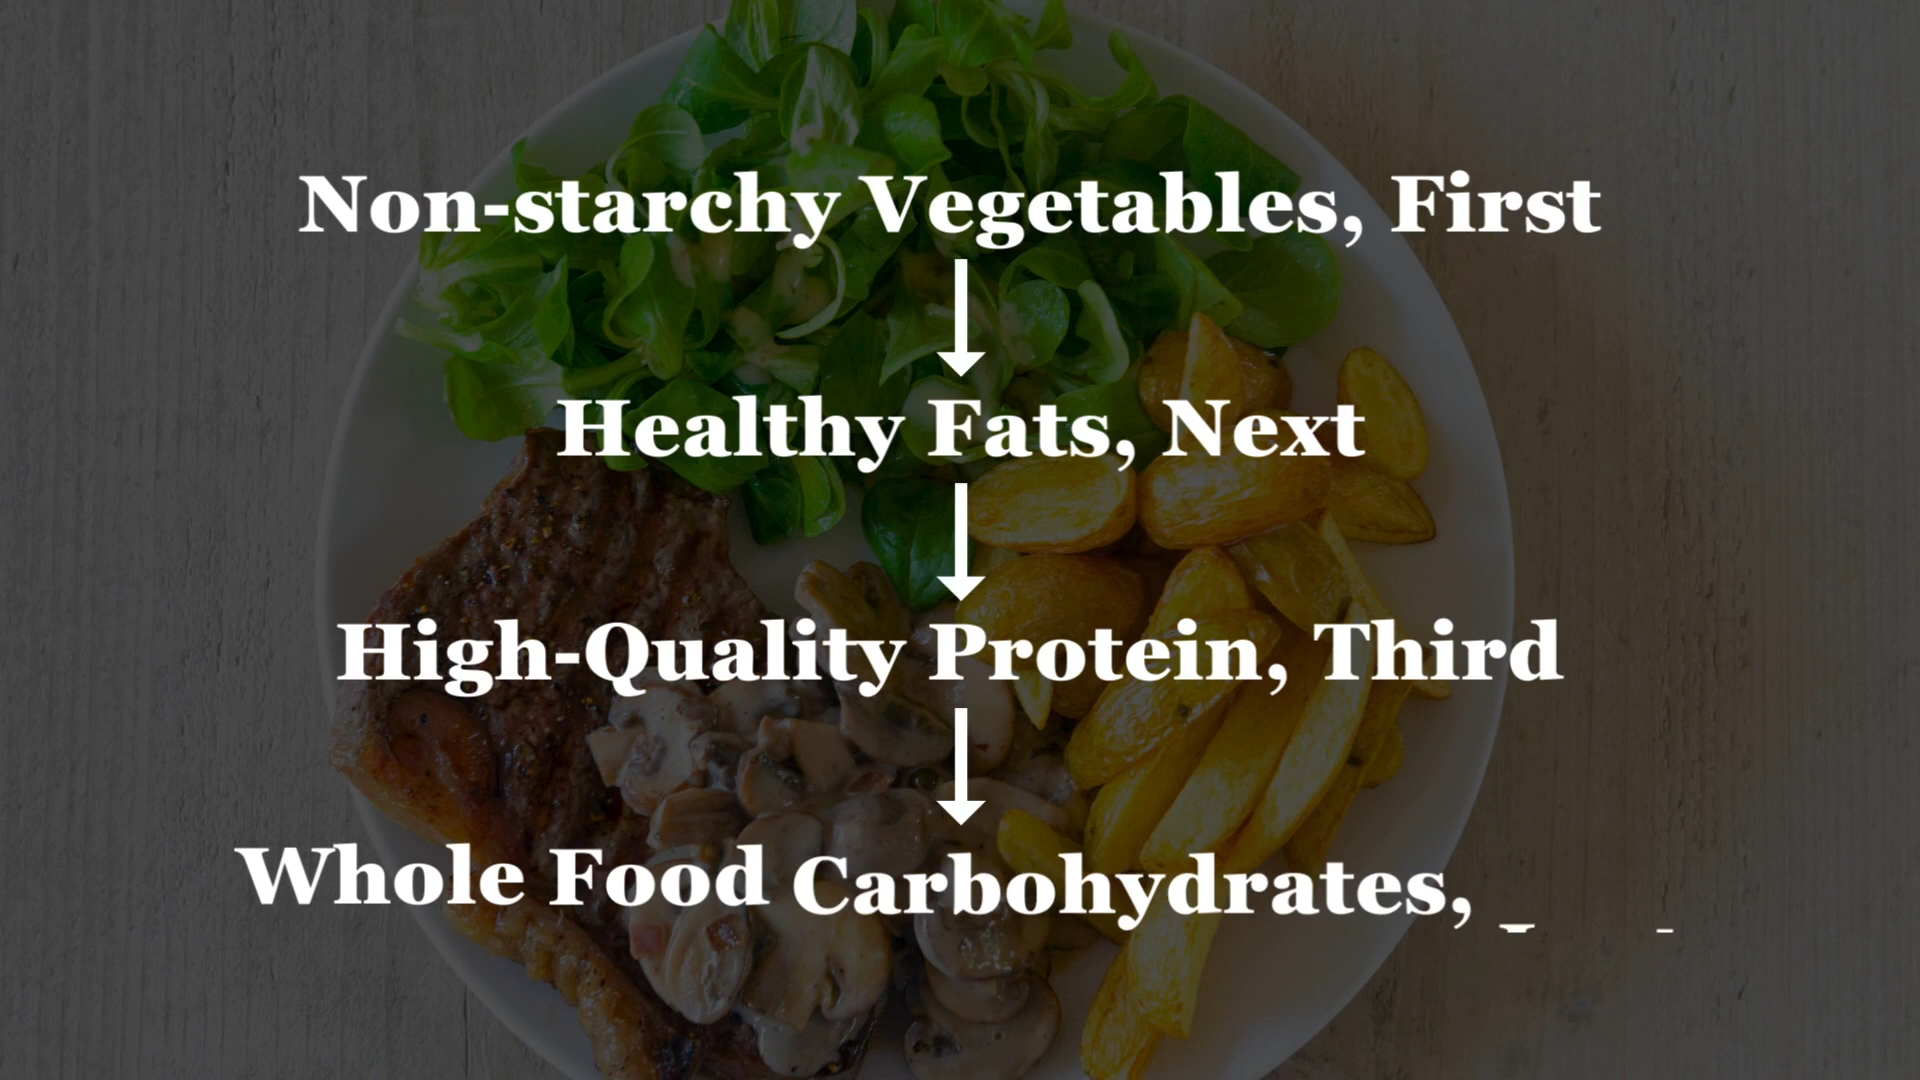 Non-starchy Vegetables, First
Healthy Fats, Next
High-Quality Protein, Third
Whole Food Carbohydrates,